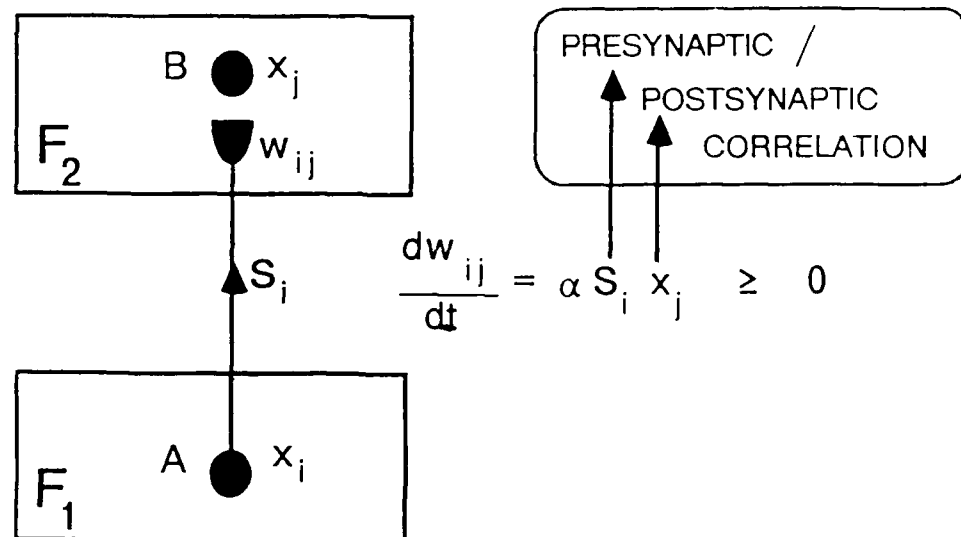 B x_j
w_ij
F_2
S_i
A x_i
F_1
PRESYNAPTIC /
POSTSYNAPTIC
CORRELATION
dw_ij / dt = α S_i x_j ≥ 0